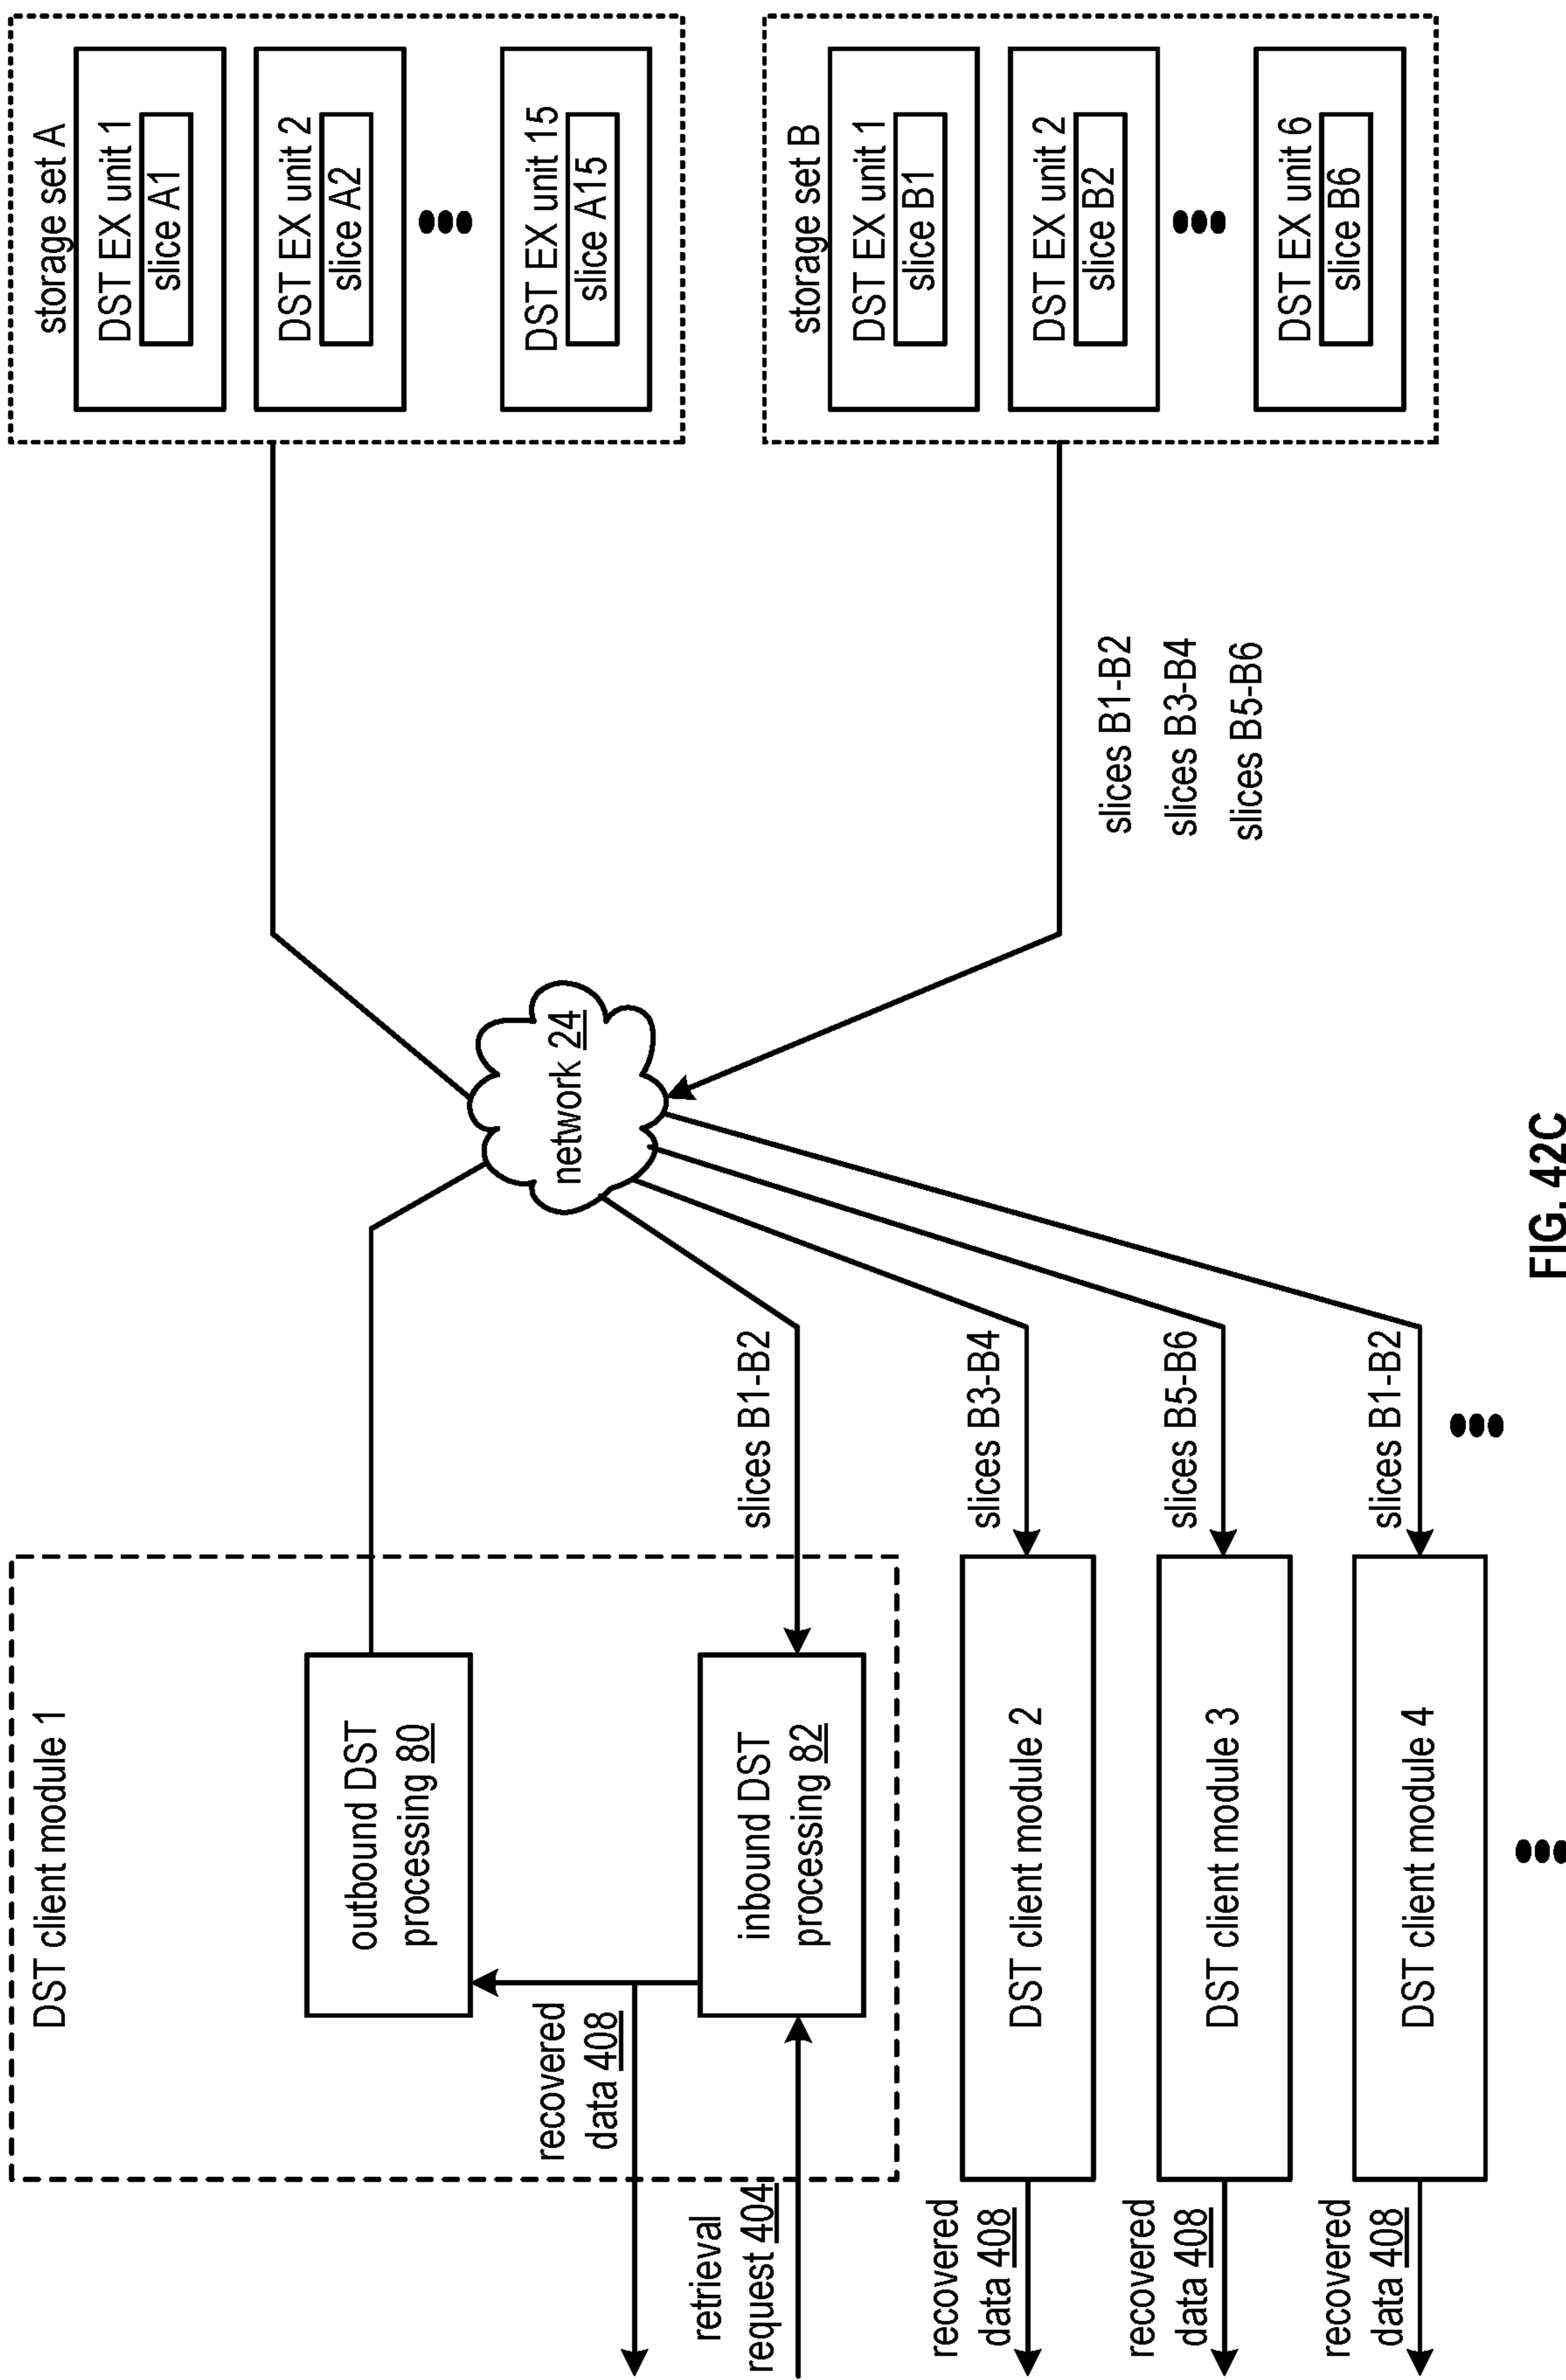 DST client module 1
outbound DST
processing 80
recovered
data 408
inbound DST
processing 82
retrieval
request 404
slices B1-B2
recovered
data 408
DST client module 2
slices B3-B4
recovered
data 408
DST client module 3
slices B5-B6
recovered
data 408
DST client module 4
slices B1-B2
network 24
storage set A
DST EX unit 1
slice A1
DST EX unit 2
slice A2
DST EX unit 15
slice A15
storage set B
DST EX unit 1
slice B1
DST EX unit 2
slice B2
DST EX unit 6
slice B6
slices B1-B2
slices B3-B4
slices B5-B6
FIG. 42C